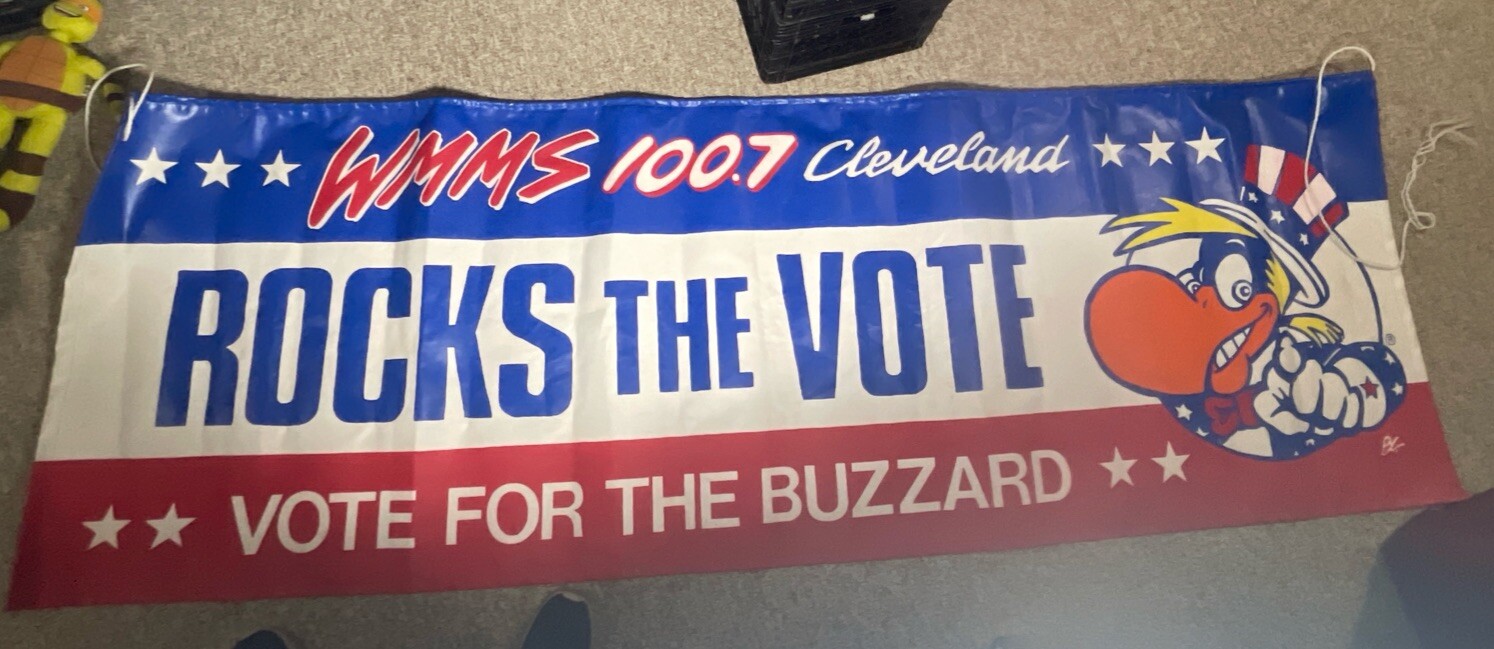 WMMS 100.7 Cleveland
ROCKS THE VOTE
®
VOTE FOR THE BUZZARD